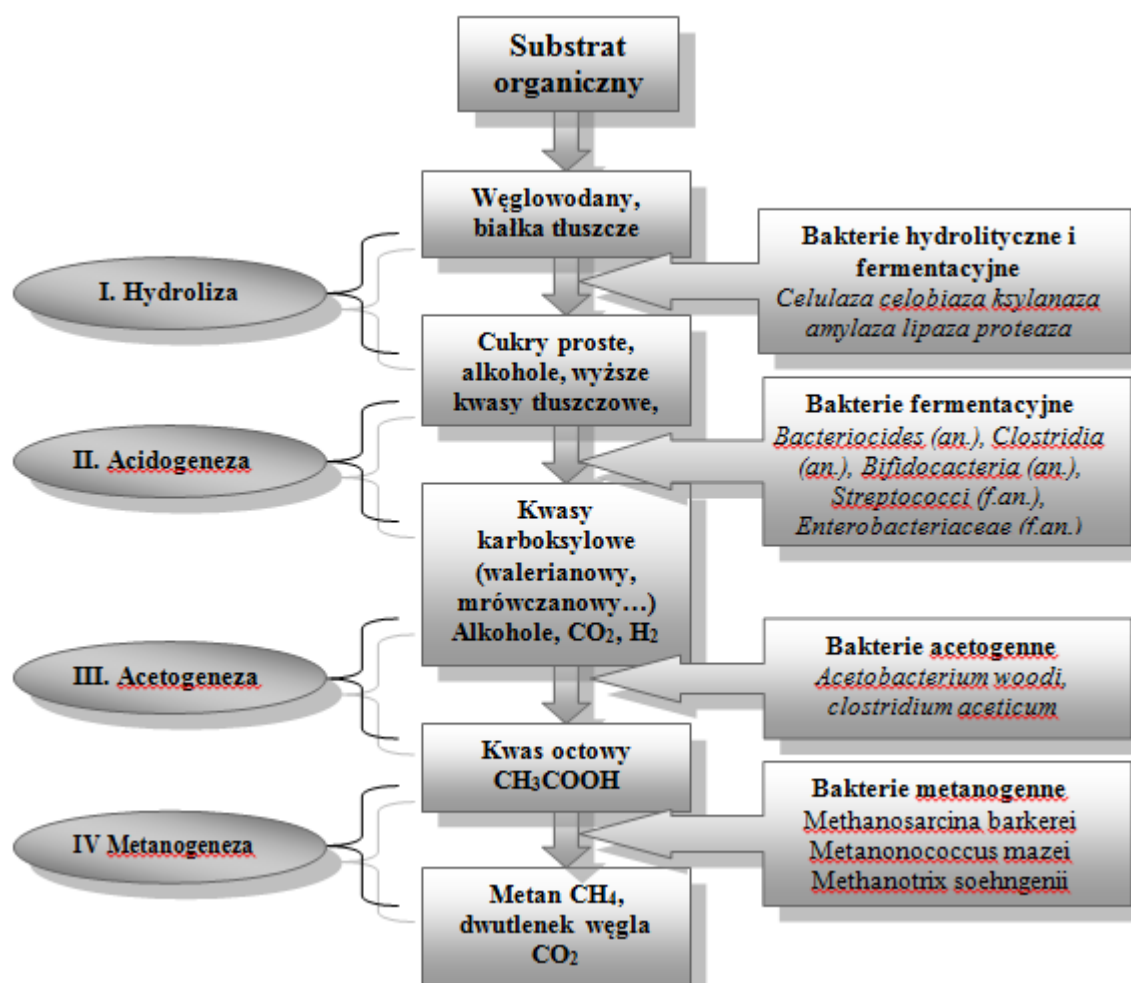 Substrat
organiczny
Węglowodany,
białka tłuszcze
I. Hydroliza
Bakterie hydrolityczne i
fermentacyjne
Celulaza celobiaza ksylanaza
amylaza lipaza proteaza
Cukry proste,
alkohole, wyższe
kwasy tłuszczowe,
II. Acidogeneza
Bakterie fermentacyjne
Bacteriocides (an.), Clostridia
(an.), Bifidocacteria (an.),
Streptococci (f.an.),
Enterobacteriaceae (f.an.)
Kwasy
karboksylowe
(walerianowy,
mrówczanowy…)
Alkohole, CO₂, H₂
III. Acetogeneza
Bakterie acetogenne
Acetobacterium woodi,
clostridium aceticum
Kwas octowy
CH₃COOH
IV Metanogeneza
Bakterie metanogenne
Methanosarcina barkerei
Metanonococcus mazei
Methanotrix soehngenii
Metan CH₄,
dwutlenek węgla
CO₂